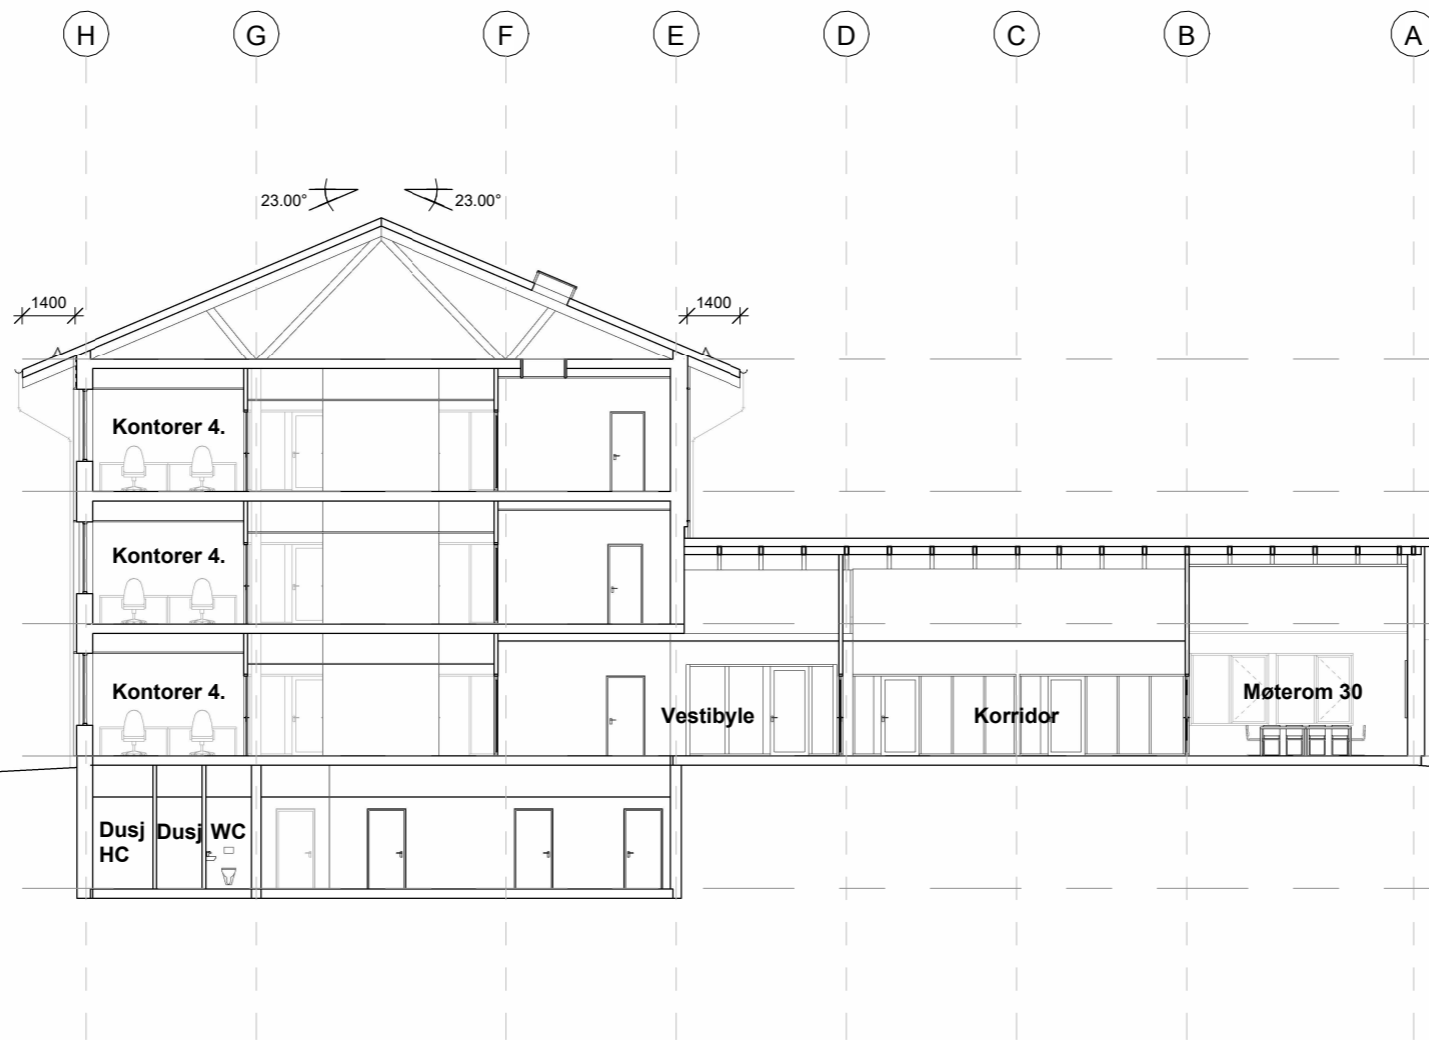 H G F E D C B A
23.00° 23.00°
1400 1400
Kontorer 4.
Kontorer 4.
Kontorer 4.
Vestibyle Korridor Møterom 30
Dusj HC Dusj WC